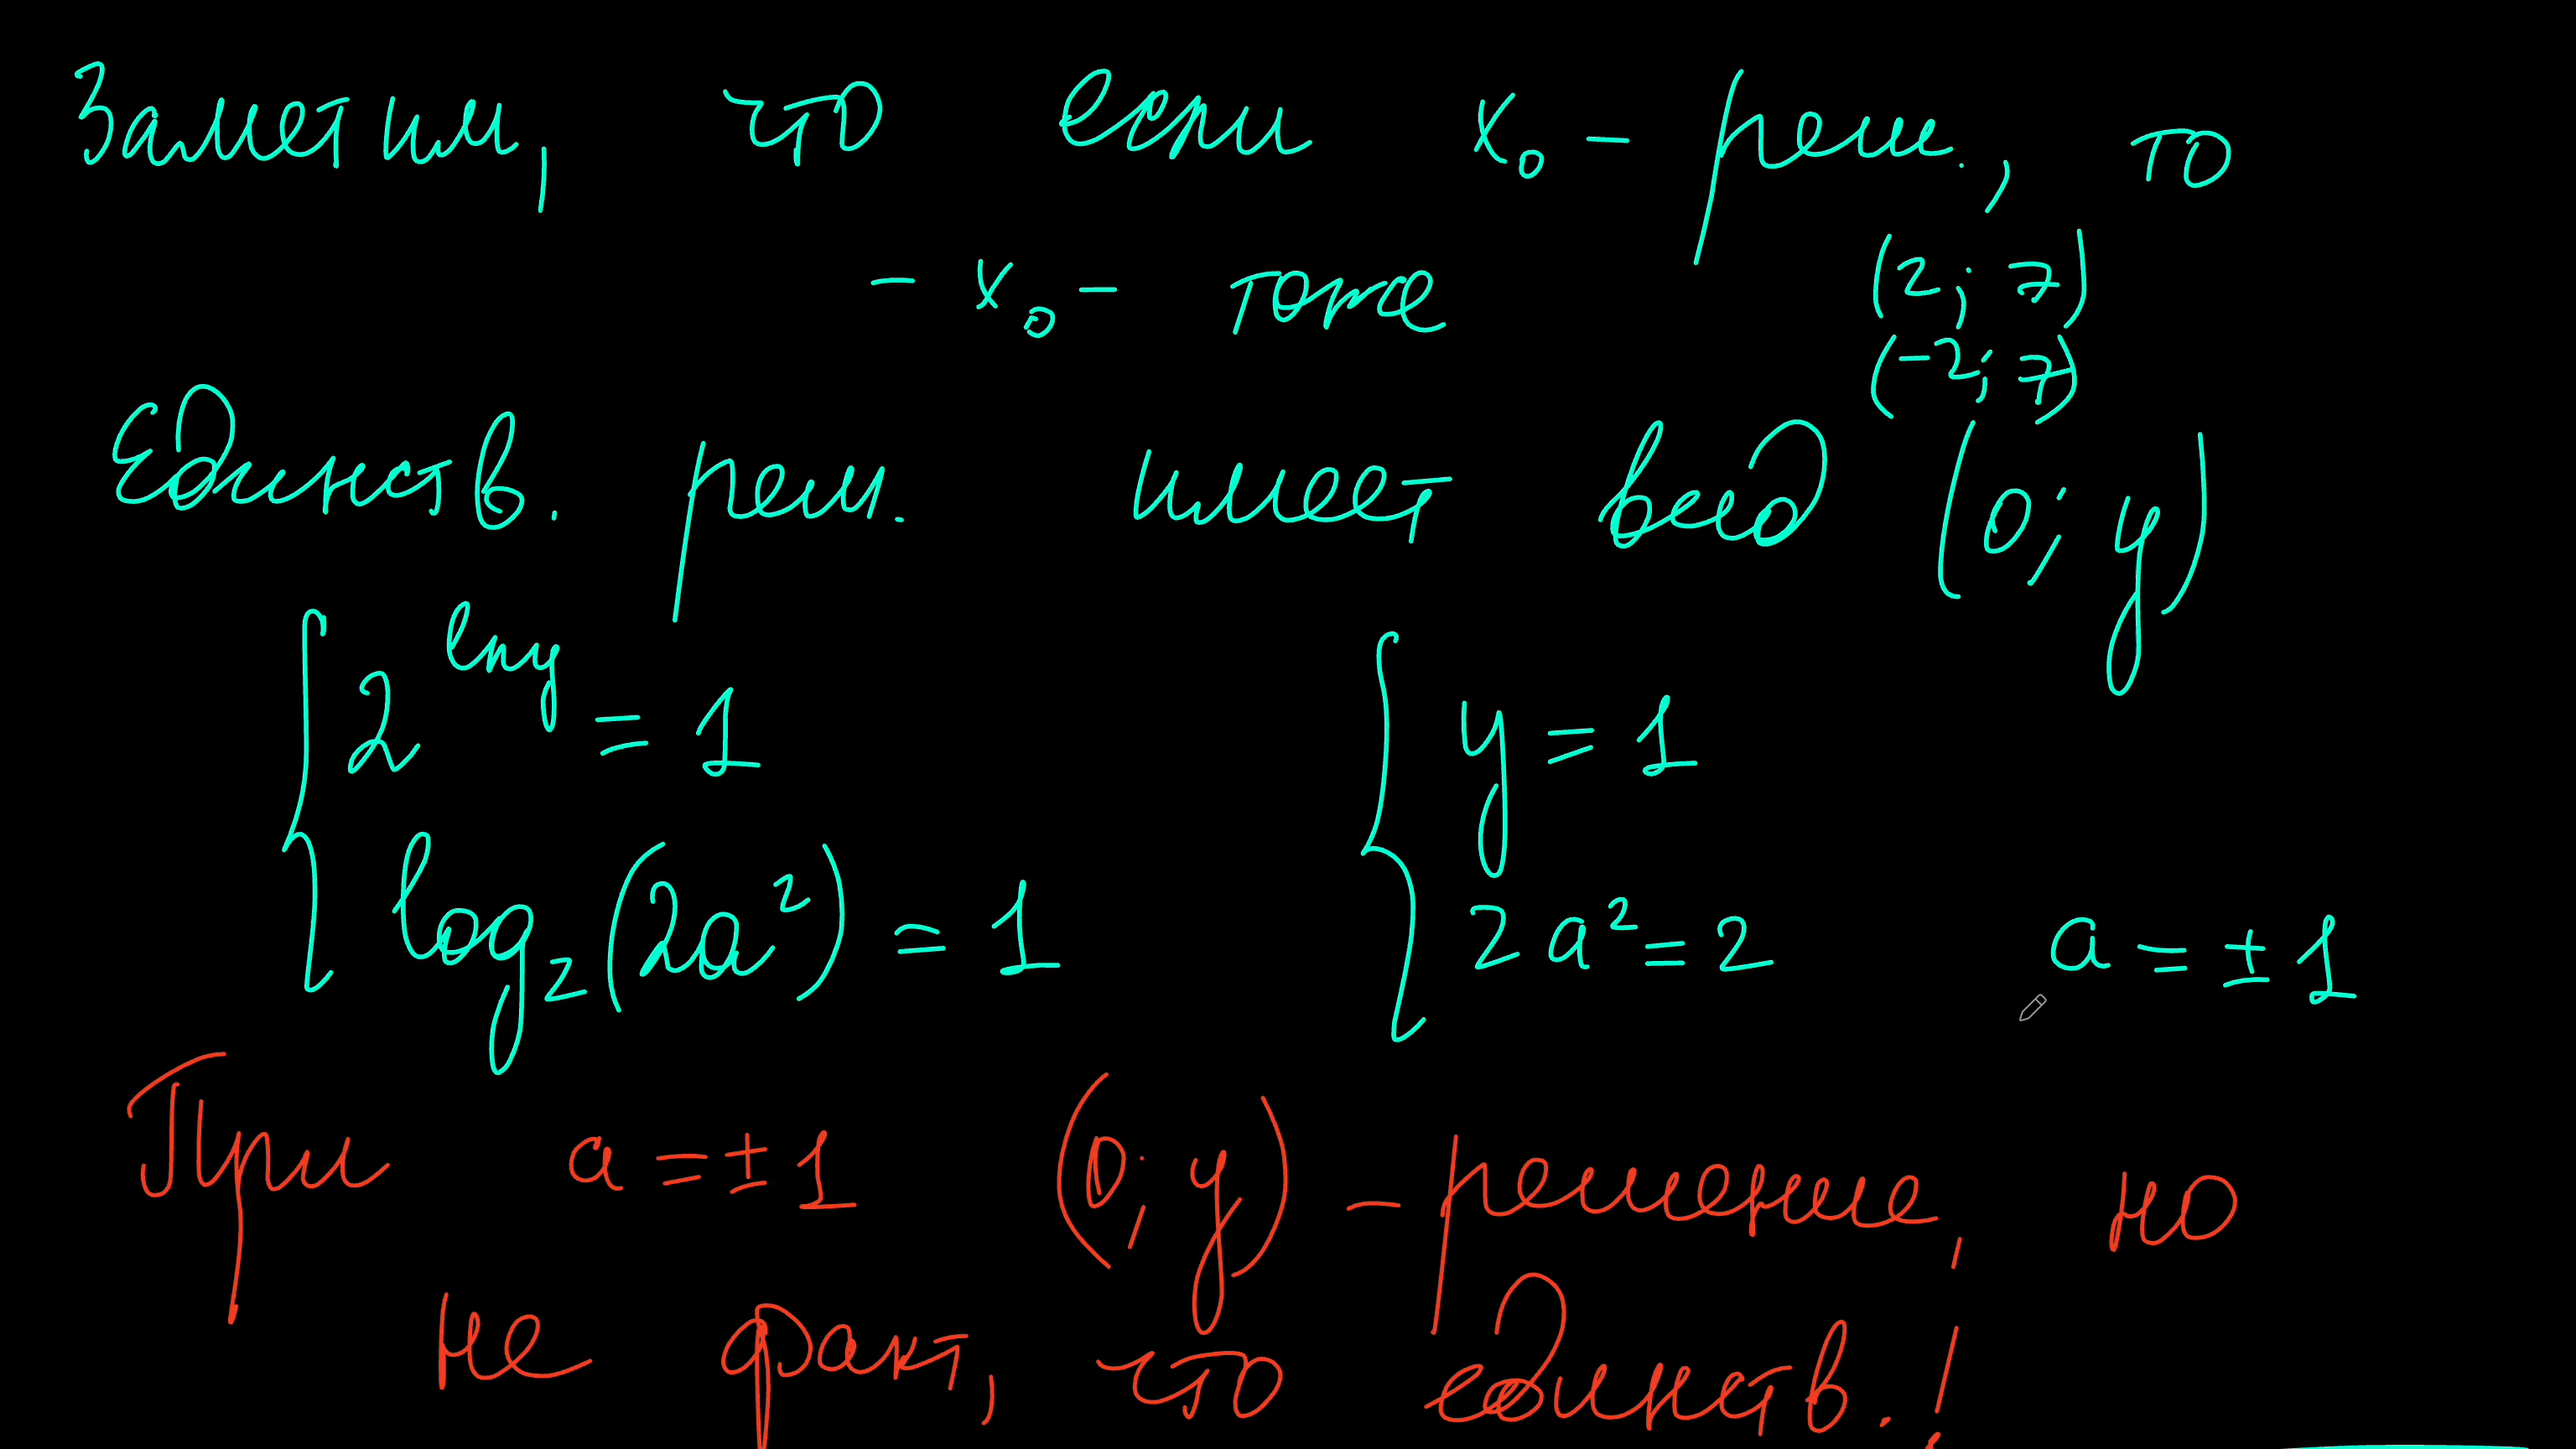 Заметим, что если x₀ - реш., то
- x₀ - тоже
(2; 7)
(-2; 7)
Единств. реш. имеет вид (0; y)
2^{ln y} = 1
y = 1
log₂(2a²) = 1
2a² = 2
a = ± 1
При a = ± 1 (0; y) - решение, но
не факт, что единств.!